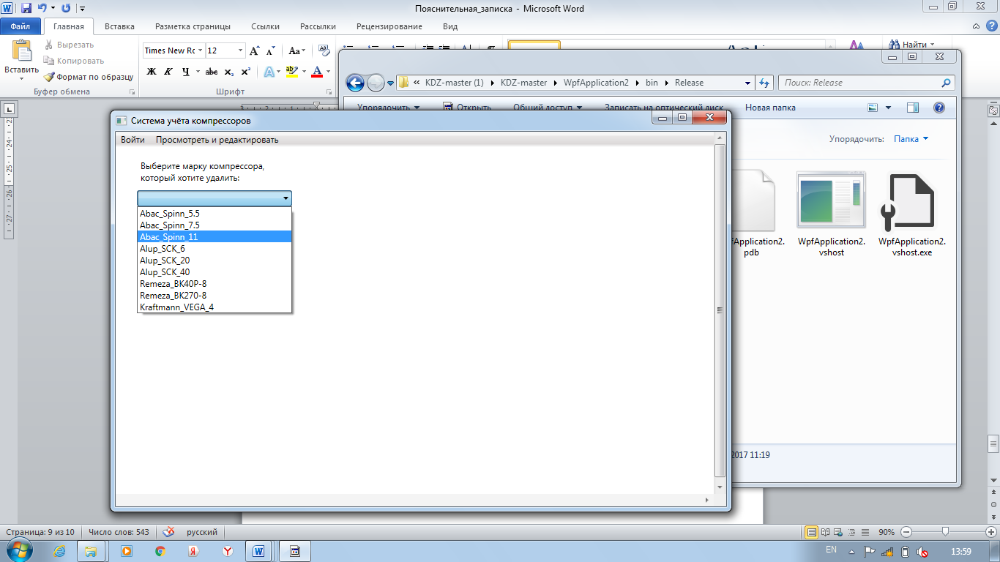 Пояснительная_записка - Microsoft Word
Файл
Главная
Вставка
Разметка страницы
Ссылки
Рассылки
Рецензирование
Вид
Вставить
Вырезать
Копировать
Формат по образцу
Буфер обмена
Times New Rc
12
Aa
Ж К Ч abc x₂ x²
Шрифт
Найти
KDZ-master (1)
KDZ-master
WpfApplication2
bin
Release
Поиск: Release
Упорядочить
Открыть
Общий доступ
Записать на оптический диск
Новая папка
Упорядочить: Папка
fApplication2.
pdb
WpfApplication2.
vshost
WpfApplication2.
vshost.exe
2017 11:19
Система учёта компрессоров
Войти
Просмотреть и редактировать
Выберите марку компрессора,
который хотите удалить:
Abac_Spinn_5.5
Abac_Spinn_7.5
Abac_Spinn_11
Alup_SCK_6
Alup_SCK_20
Alup_SCK_40
Remeza_BK40P-8
Remeza_BK270-8
Kraftmann_VEGA_4
Страница: 9 из 10
Число слов: 543
русский
90%
EN
13:59